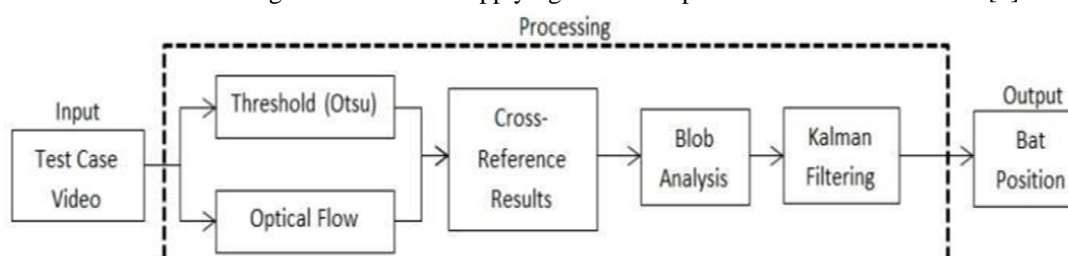 Processing
Input
Test Case
Video
Threshold (Otsu)
Optical Flow
Cross-
Reference
Results
Blob
Analysis
Kalman
Filtering
Output
Bat
Position